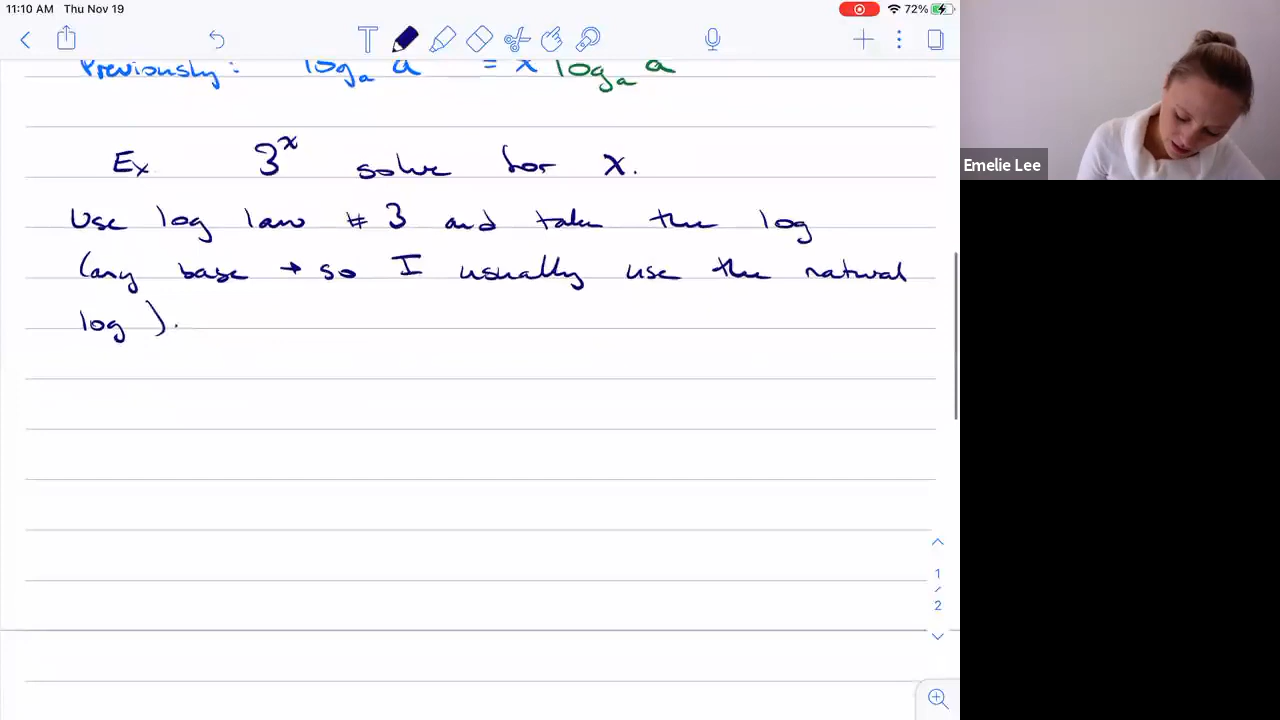 11:10 AM Thu Nov 19
72%
Previously: log_a a = x log_a a
Emelie Lee
Ex. 3^x solve for x.
Use log law # 3 and take the log
(any base → so I usually use the natural
log ).
1
/
2